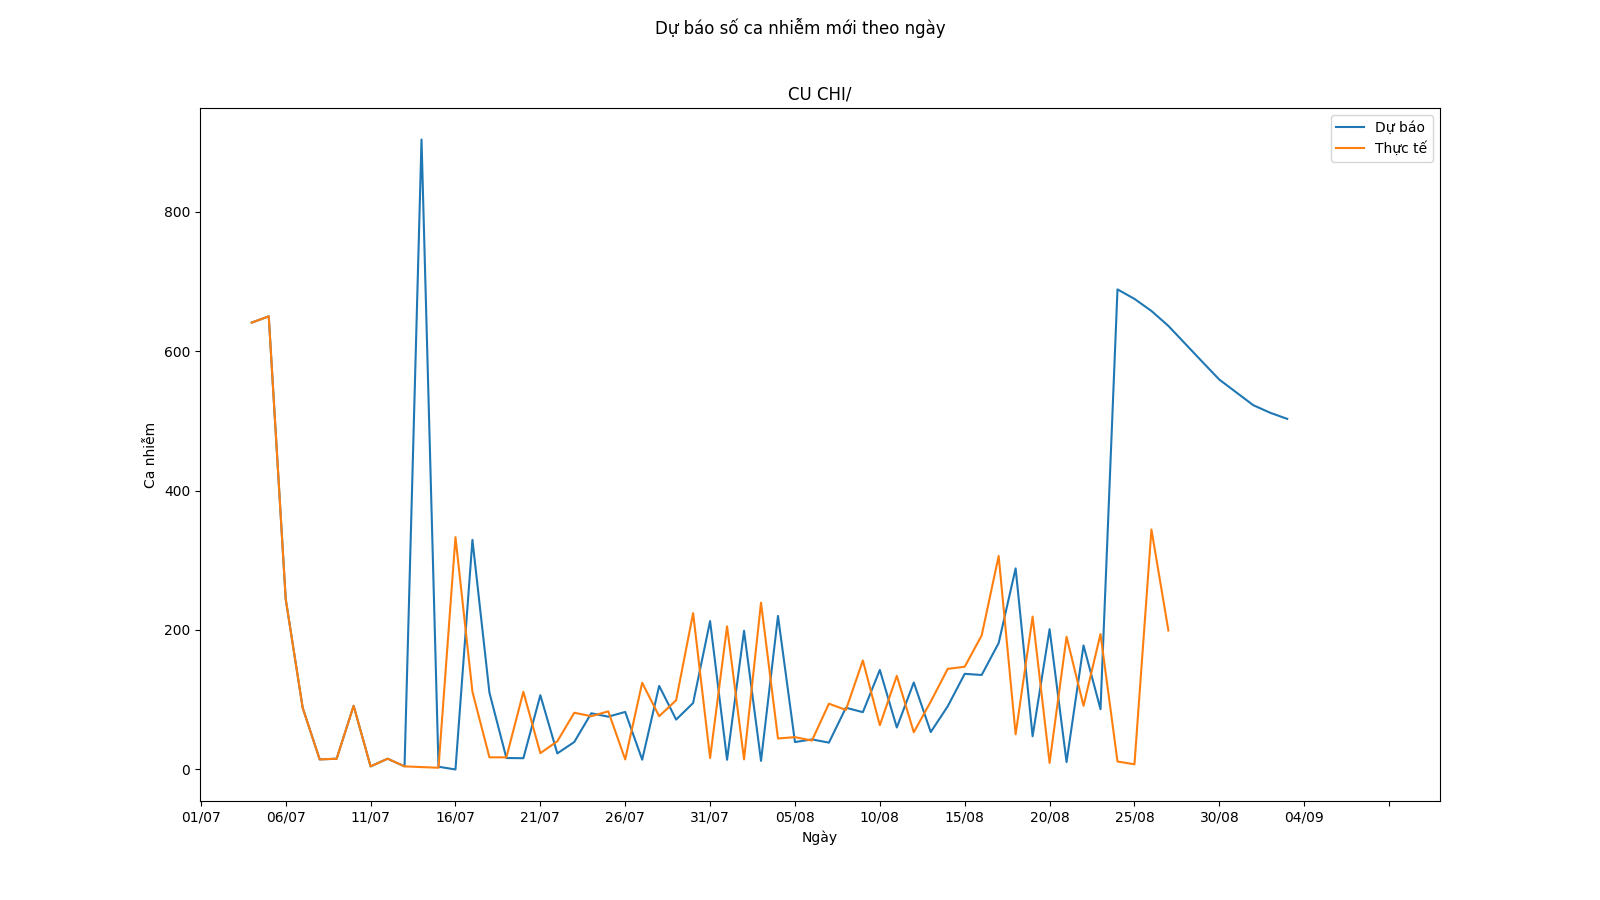 Dự báo số ca nhiễm mới theo ngày
CU CHI/
Dự báo
Thực tế
800
600
400
200
0
Ca nhiễm
01/07 06/07 11/07 16/07 21/07 26/07 31/07 05/08 10/08 15/08 20/08 25/08 30/08 04/09
Ngày